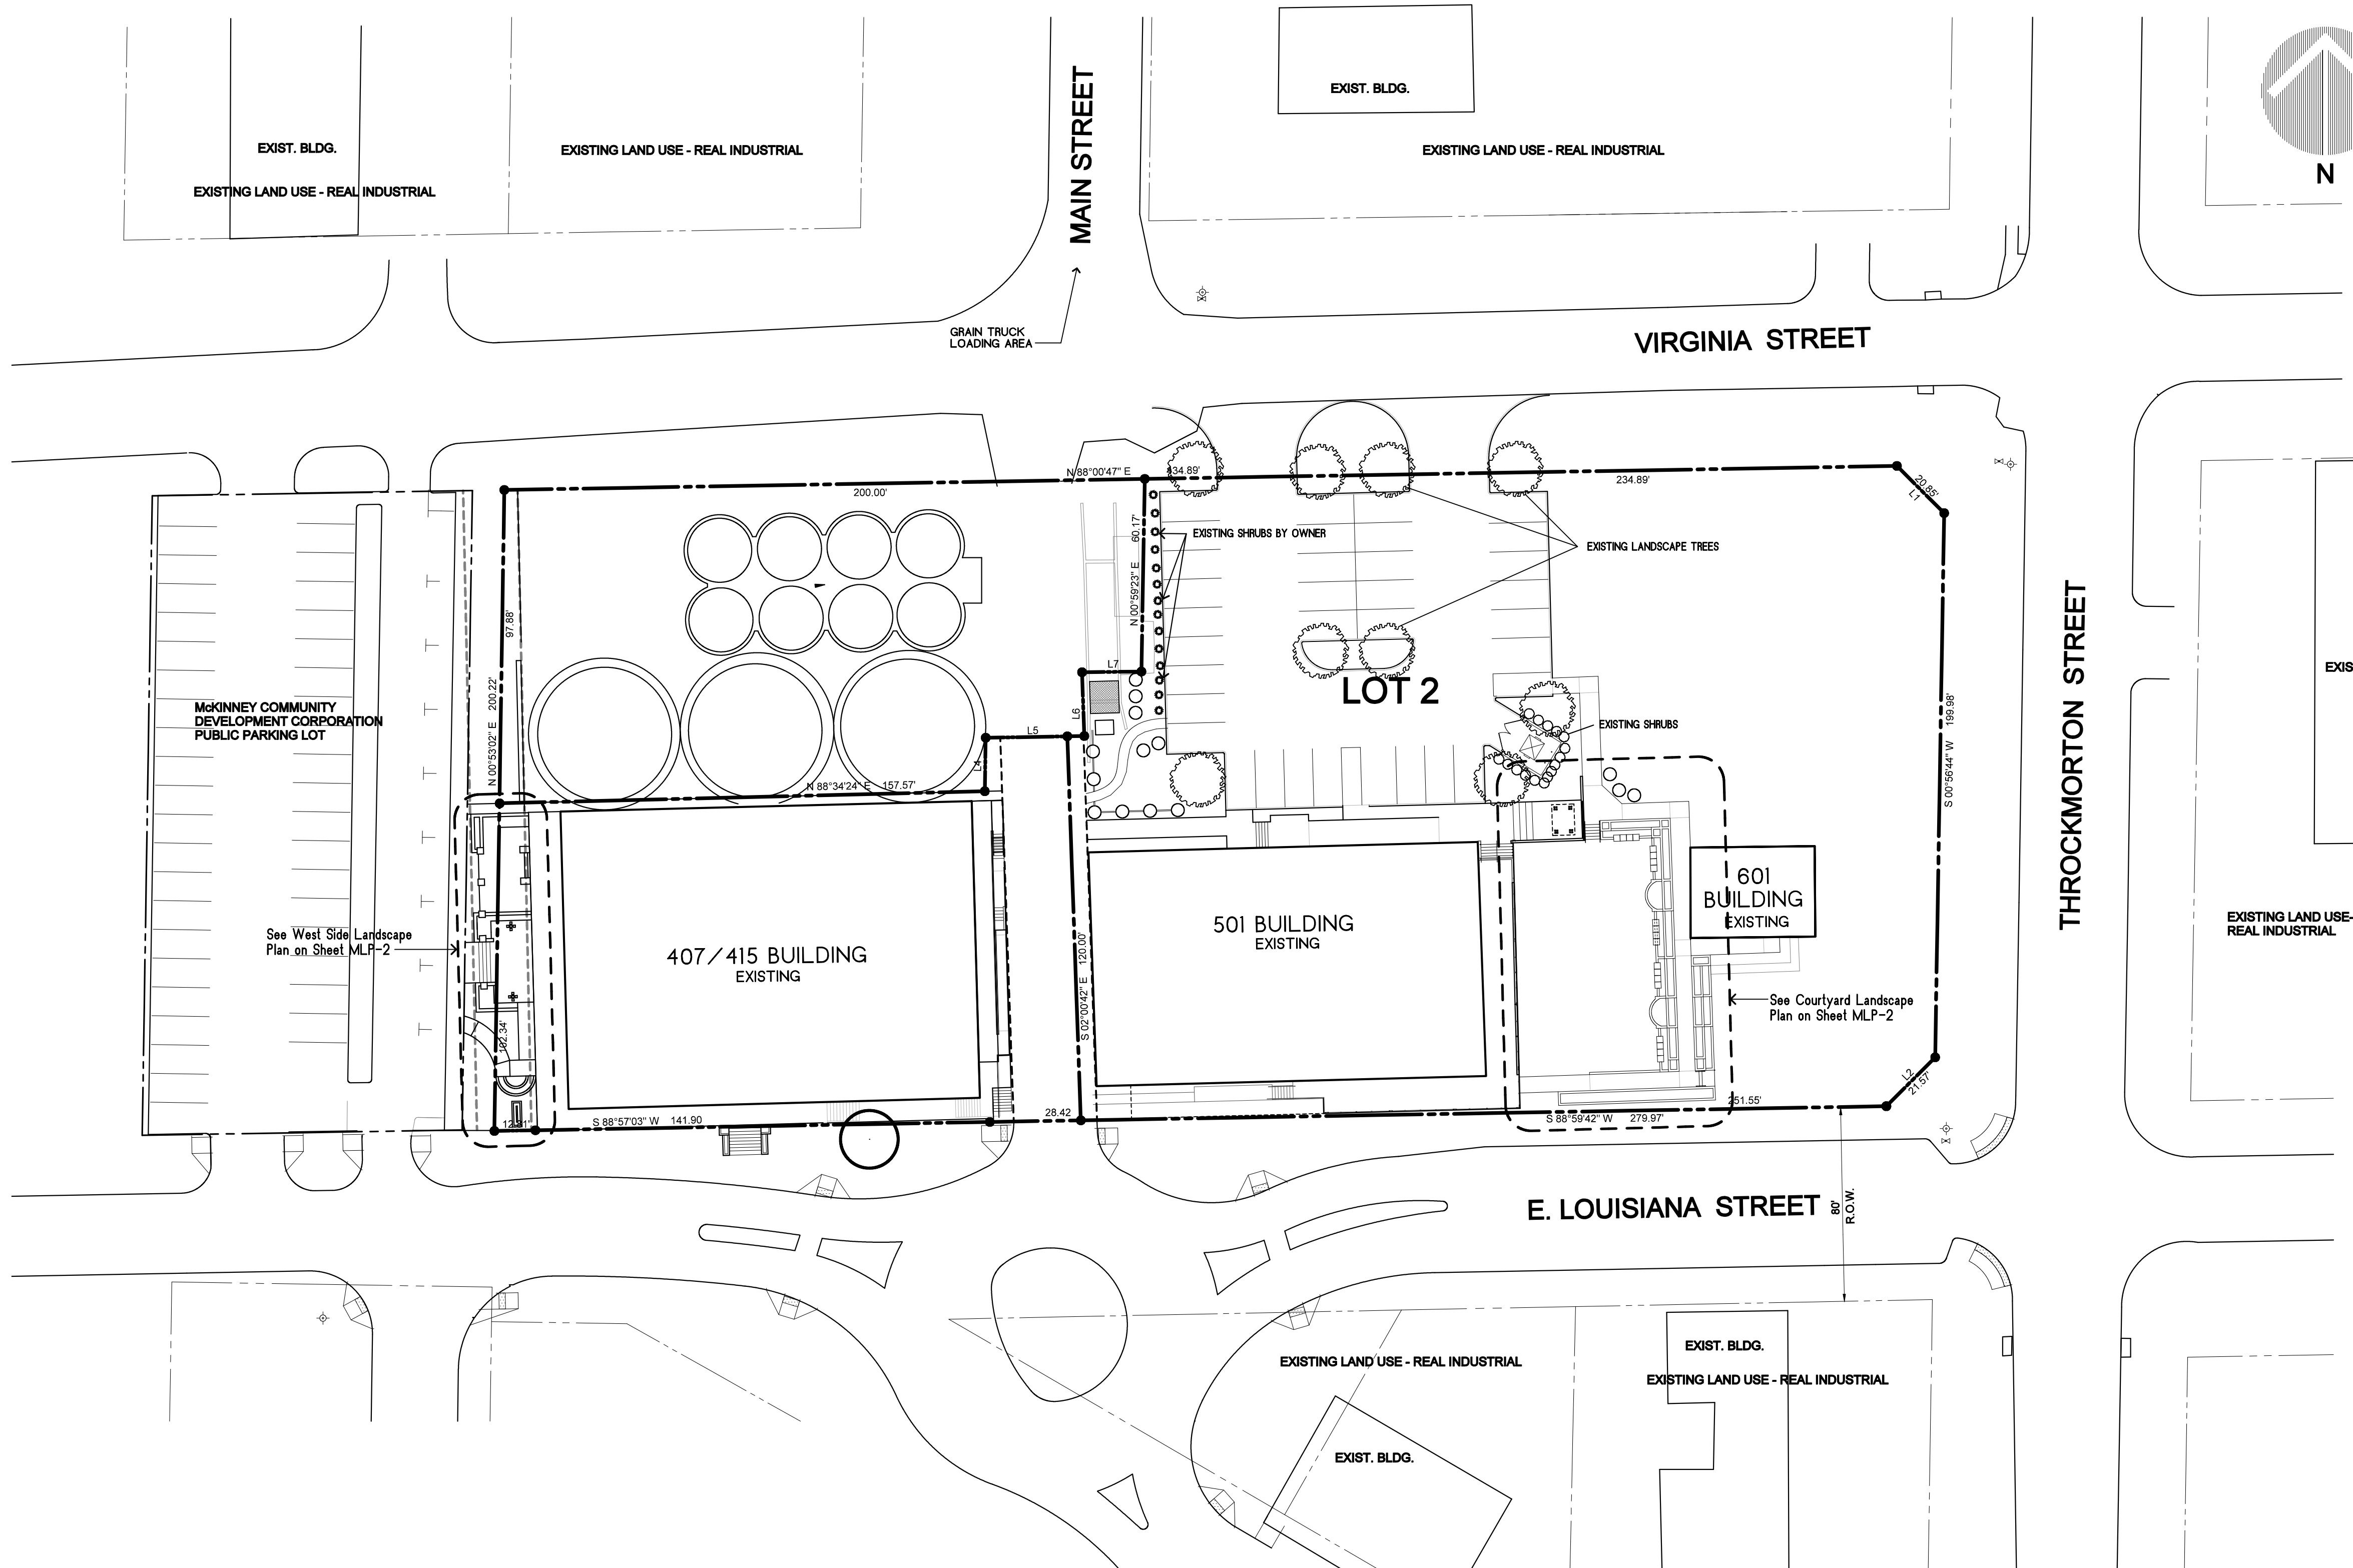 EXIST. BLDG.
EXIST. BLDG.
EXISTING LAND USE - REAL INDUSTRIAL
EXISTING LAND USE - REAL INDUSTRIAL
EXISTING LAND USE - REAL INDUSTRIAL
MAIN STREET
N
GRAIN TRUCK
LOADING AREA
VIRGINIA STREET
N 88°00'47" E
434.89'
200.00'
234.89'
20.85'
L1
60.17'
N 00°59'23" E
EXISTING SHRUBS BY OWNER
EXISTING LANDSCAPE TREES
97.88'
N 00°53'02" E 200.22'
L7
L6
L5
L4
LOT 2
EXISTING SHRUBS
THROCKMORTON STREET
S 00°56'44" W 199.98'
EXIS
McKINNEY COMMUNITY
DEVELOPMENT CORPORATION
PUBLIC PARKING LOT
N 88°34'24" E 157.57'
601
BUILDING
EXISTING
501 BUILDING
EXISTING
407/415 BUILDING
EXISTING
EXISTING LAND USE-
REAL INDUSTRIAL
See West Side Landscape
Plan on Sheet MLP-2
See Courtyard Landscape
Plan on Sheet MLP-2
S 02°00'42" E 120.00'
102.34'
L2
21.57'
S 88°57'03" W 141.90
28.42
251.55'
S 88°59'42" W 279.97'
E. LOUISIANA STREET
80'
R.O.W.
EXIST. BLDG.
EXISTING LAND USE - REAL INDUSTRIAL
EXISTING LAND USE - REAL INDUSTRIAL
EXIST. BLDG.